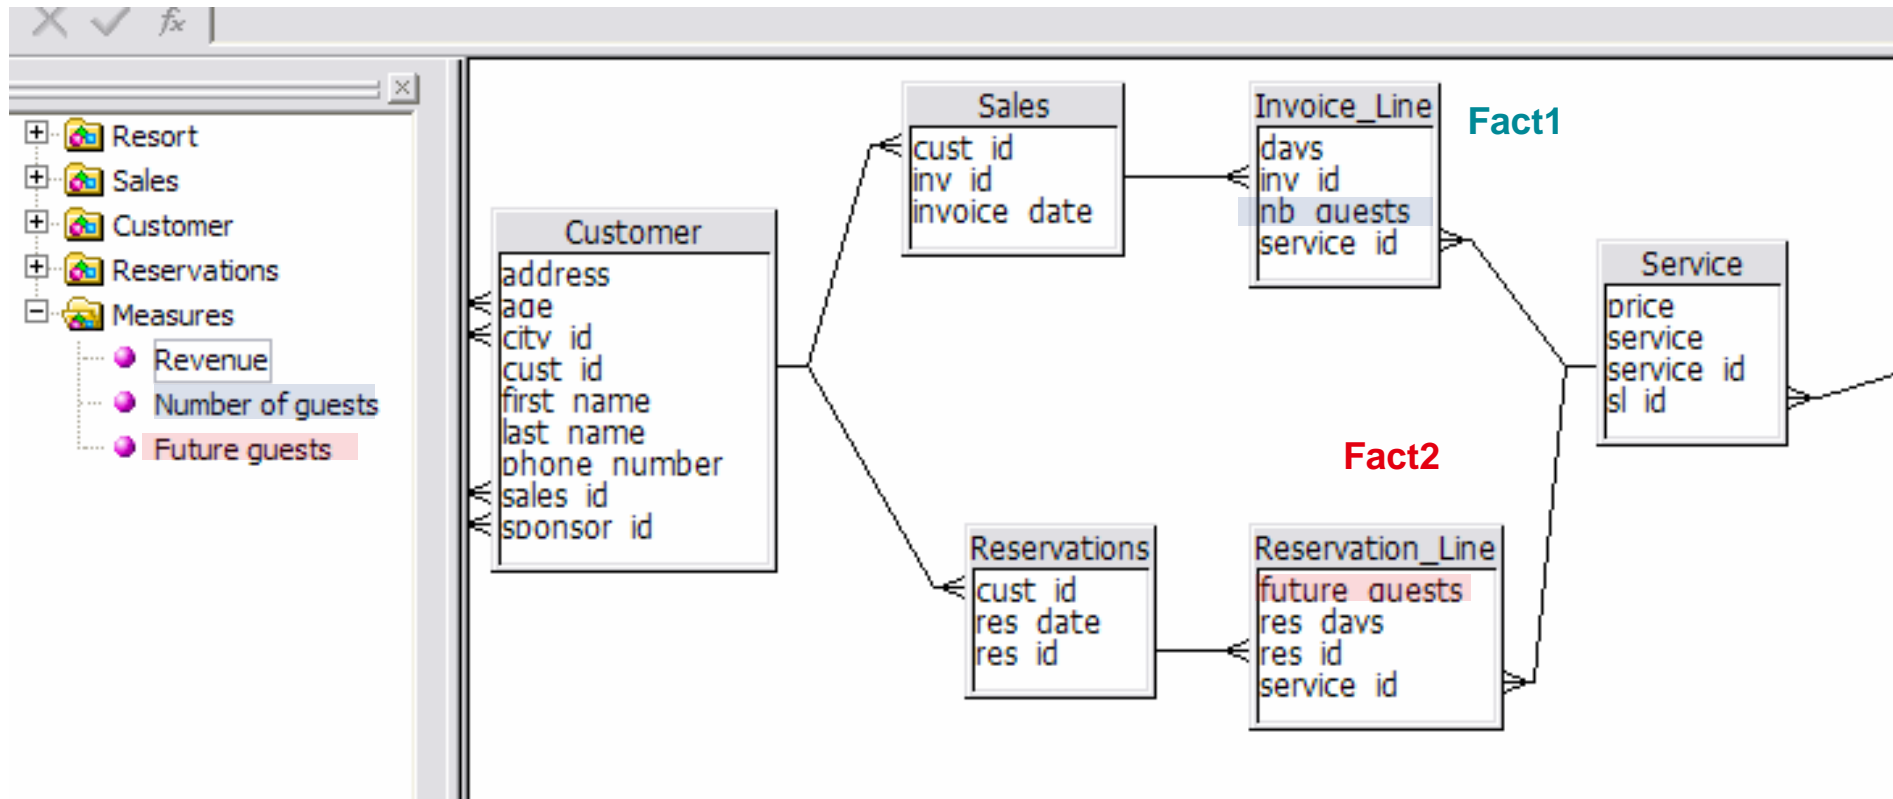 fx
Resort
Sales
Customer
Reservations
Measures
Revenue
Number of guests
Future guests
Customer
address
age
city_id
cust_id
first_name
last_name
phone_number
sales_id
sponsor_id
Sales
cust_id
inv_id
invoice_date
Invoice_Line
days
inv_id
nb_guests
service_id
Fact1
Service
price
service
service_id
sl_id
Fact2
Reservations
cust_id
res_date
res_id
Reservation_Line
future_guests
res_days
res_id
service_id